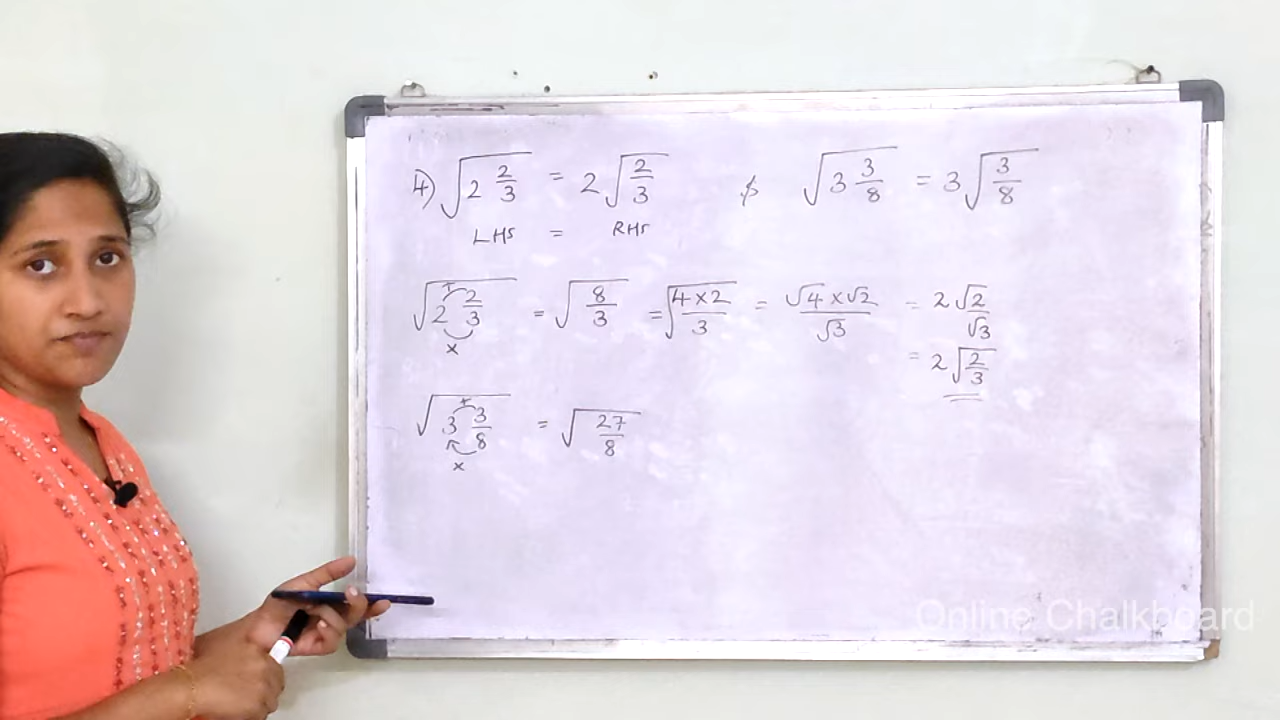 4) √(2 2/3) = 2√(2/3) & √(3 3/8) = 3√(3/8)
LHS = RHS
√(2 2/3) = √(8/3) = √((4×2)/3) = (√4 × √2)/√3 = 2√2/√3
+
×
= 2√(2/3)
√(3 3/8) = √(27/8)
+
×
Online Chalkboard